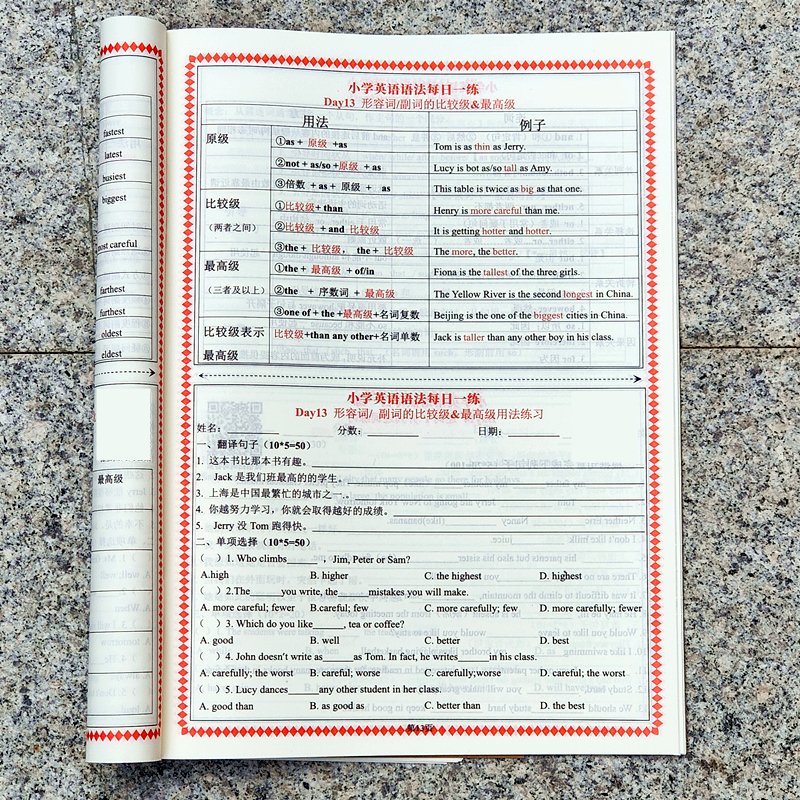 fastest
latest
busiest
biggest
most careful
farthest
furthest
oldest
eldest
最高级
小学英语语法每日一练
Day13 形容词/副词的比较级&最高级
用法 例子
原级 ①as + 原级 +as Tom is as thin as Jerry.
②not + as/so +原级 + as Lucy is bot as/so tall as Amy.
③倍数 + as + 原级 + as This table is twice as big as that one.
比较级 ①比较级+ than Henry is more careful than me.
(两者之间) ②比较级 + and 比较级 It is getting hotter and hotter.
③the + 比较级, the + 比较级 The more, the better.
最高级 ①the + 最高级 + of/in Fiona is the tallest of the three girls.
(三者及以上) ②the + 序数词 + 最高级 The Yellow River is the second longest in China.
③one of + the +最高级+名词复数 Beijing is the one of the biggest cities in China.
比较级表示 比较级+than any other+名词单数 Jack is taller than any other boy in his class.
最高级
小学英语语法每日一练
Day13 形容词/ 副词的比较级&最高级用法练习
姓名:________ 分数:________ 日期:________
一、翻译句子(10*5=50)
1. 这本书比那本书有趣。
2. Jack 是我们班最高的的学生。
3. 上海是中国最繁忙的城市之一。
4. 你越努力学习,你就会取得越好的成绩。
5. Jerry 没 Tom 跑得快。
二、单项选择(10*5=50)
( ) 1. Who climbs______, Jim, Peter or Sam?
A.high B. higher C. the highest D. highest
( ) 2.The______you write, the______mistakes you will make.
A. more careful; fewer B.careful; few C. more carefully; few D. more carefully; fewer
( ) 3. Which do you like______, tea or coffee?
A. good B. well C. better D. best
( ) 4. John doesn't write as______as Tom. In fact, he writes______in his class.
A. carefully; the worst B. careful; worse C. carefully;worse D. careful; the worst
( ) 5. Lucy dances______any other student in her class.
A. good than B. as good as C. better than D. the best
第13页